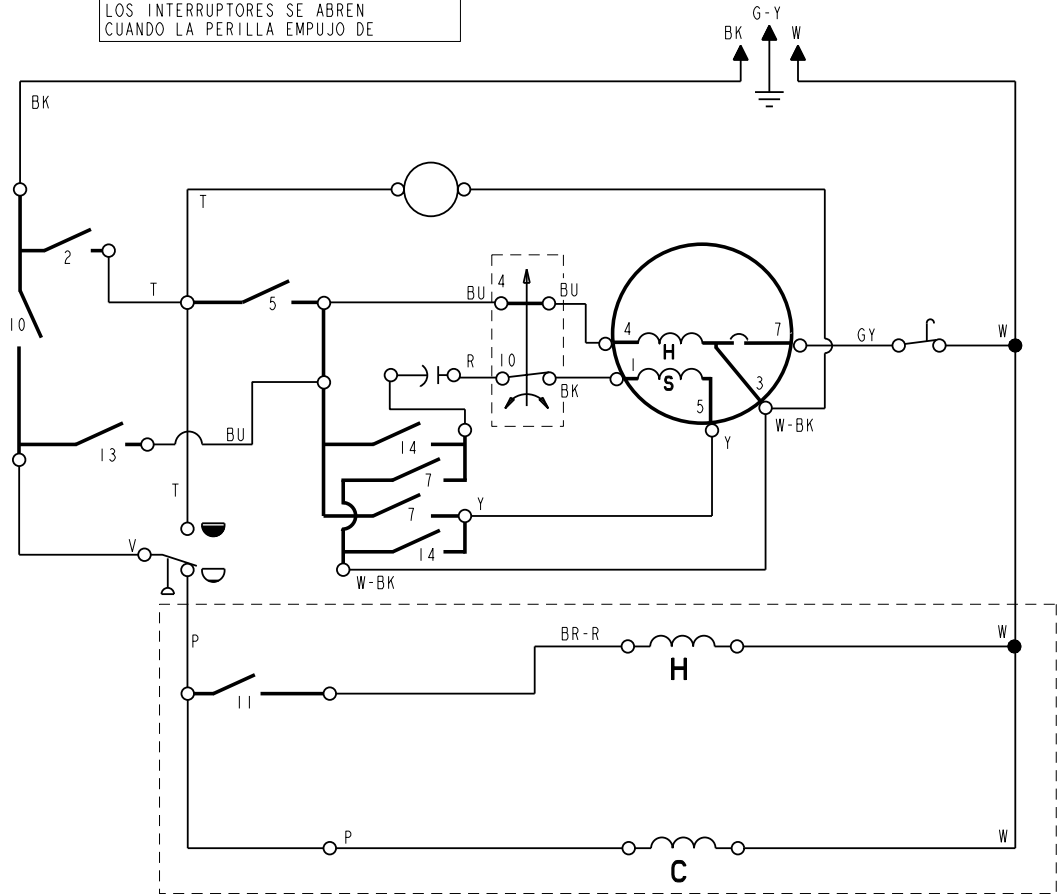 LOS INTERRUPTORES SE ABREN
CUANDO LA PERILLA EMPUJO DE
G-Y
BK
W
BK
T
2
T
5
BU
4
BU
10
4
H
7
GY
W
R
10
BK
1
S
3
5
W-BK
13
BU
14
Y
7
T
7
Y
14
V
W-BK
P
BR-R
W
H
11
P
W
C